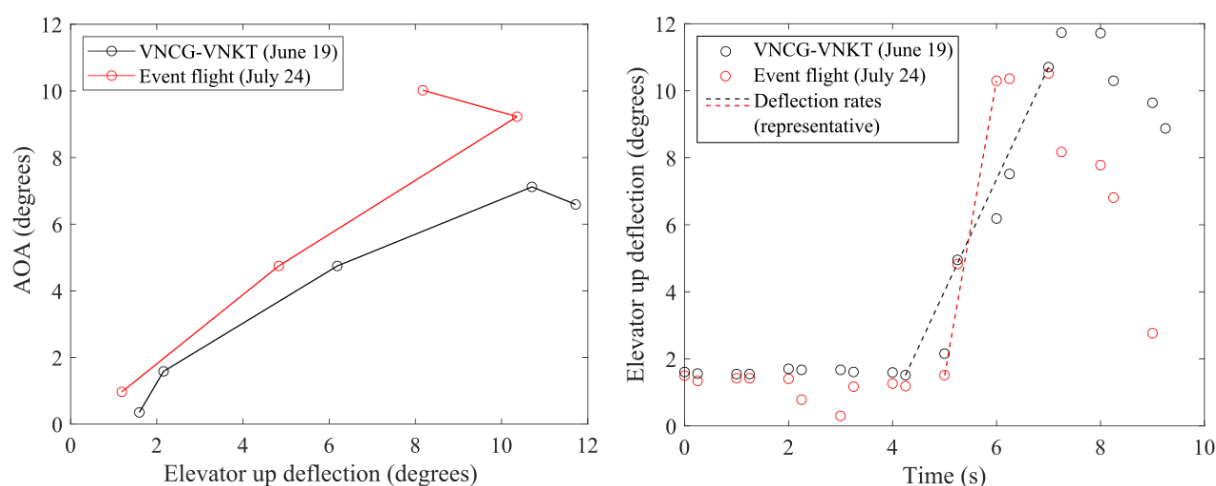 12
10
8
6
4
2
0
AOA (degrees)
VNCG-VNKT (June 19)
Event flight (July 24)
0 2 4 6 8 10 12
Elevator up deflection (degrees)
12
10
8
6
4
2
0
Elevator up deflection (degrees)
VNCG-VNKT (June 19)
Event flight (July 24)
Deflection rates
(representative)
0 2 4 6 8 10
Time (s)